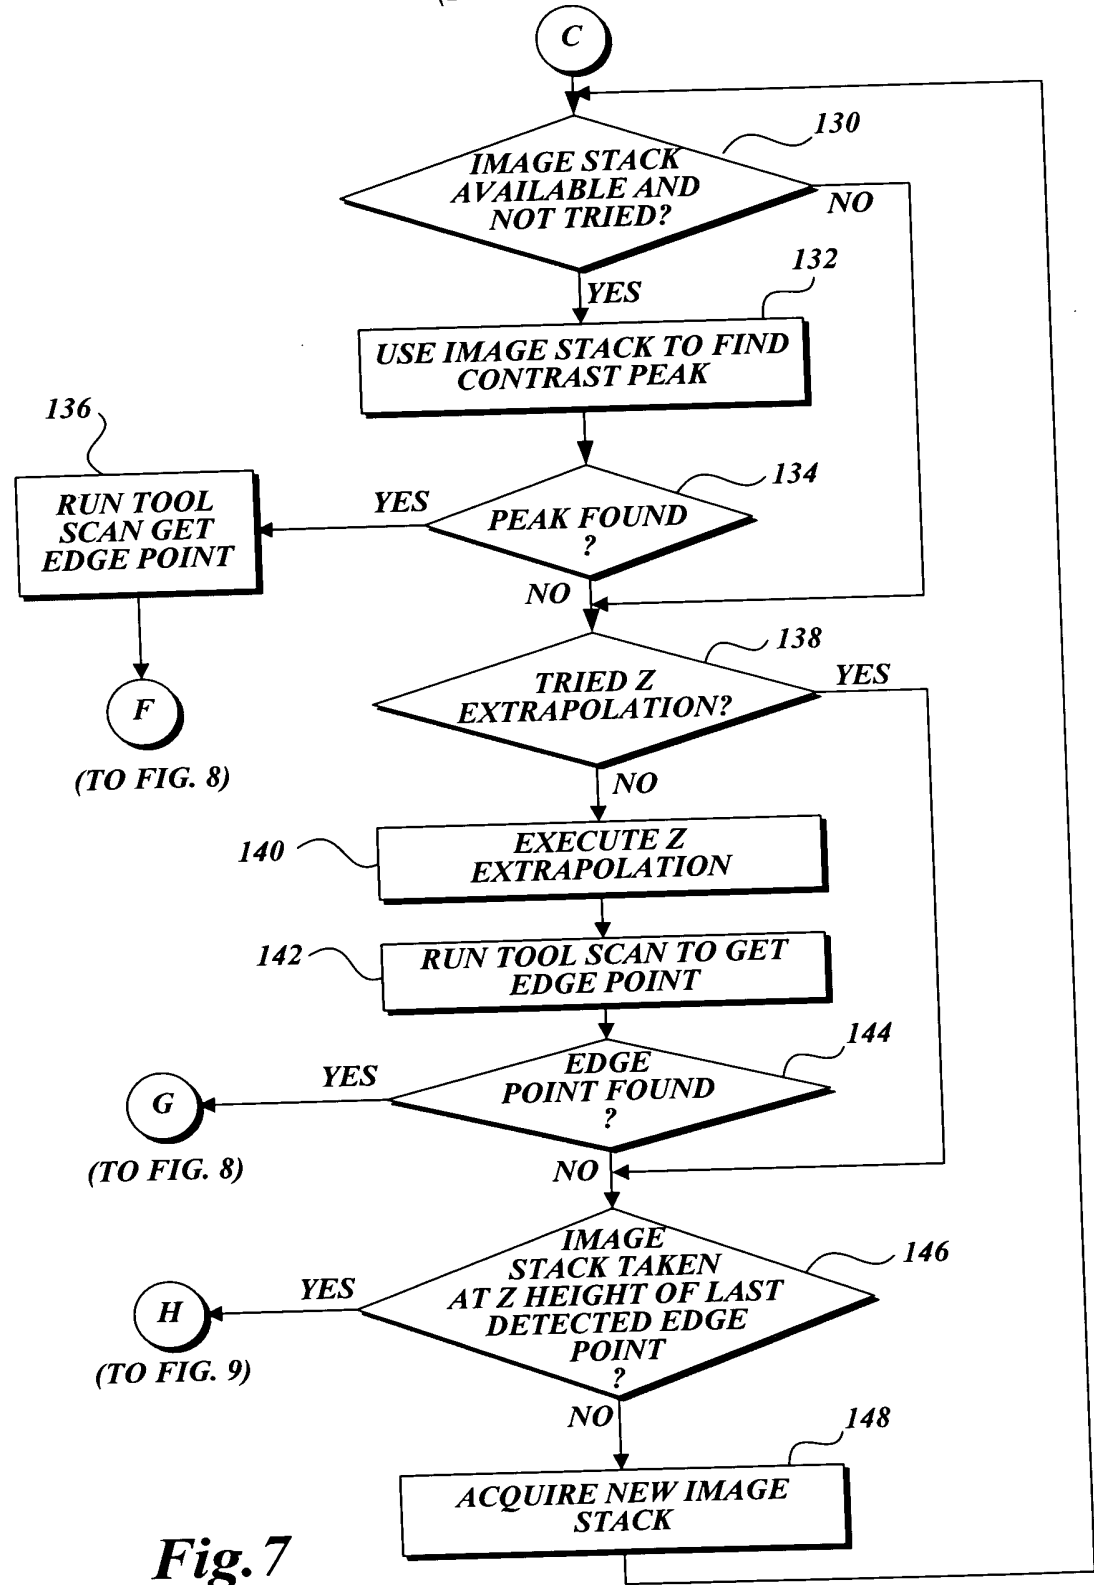 C
130
IMAGE STACK
AVAILABLE AND
NOT TRIED?
NO
YES
132
USE IMAGE STACK TO FIND
CONTRAST PEAK
136
RUN TOOL
SCAN GET
EDGE POINT
YES
134
PEAK FOUND
?
NO
F
(TO FIG. 8)
138
TRIED Z
EXTRAPOLATION?
YES
NO
140
EXECUTE Z
EXTRAPOLATION
142
RUN TOOL SCAN TO GET
EDGE POINT
144
EDGE
POINT FOUND
?
YES
G
(TO FIG. 8)
NO
146
IMAGE
STACK TAKEN
AT Z HEIGHT OF LAST
DETECTED EDGE
POINT
?
YES
H
(TO FIG. 9)
NO
148
ACQUIRE NEW IMAGE
STACK
Fig.7